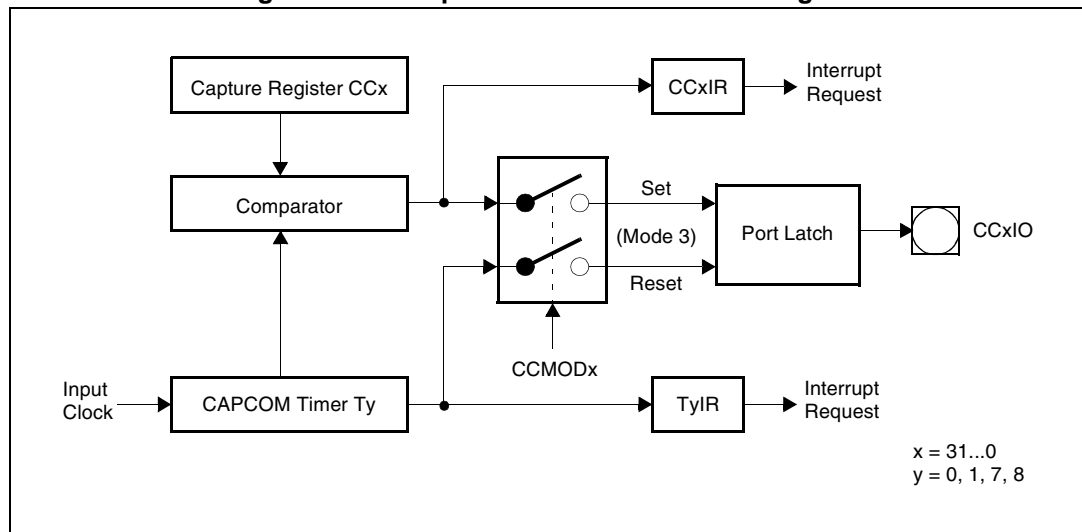 Capture Register CCx
CCxIR
Interrupt
Request
Comparator
Set
(Mode 3)
Reset
Port Latch
CCxIO
CCMODx
Input
Clock
CAPCOM Timer Ty
TyIR
Interrupt
Request
x = 31...0
y = 0, 1, 7, 8